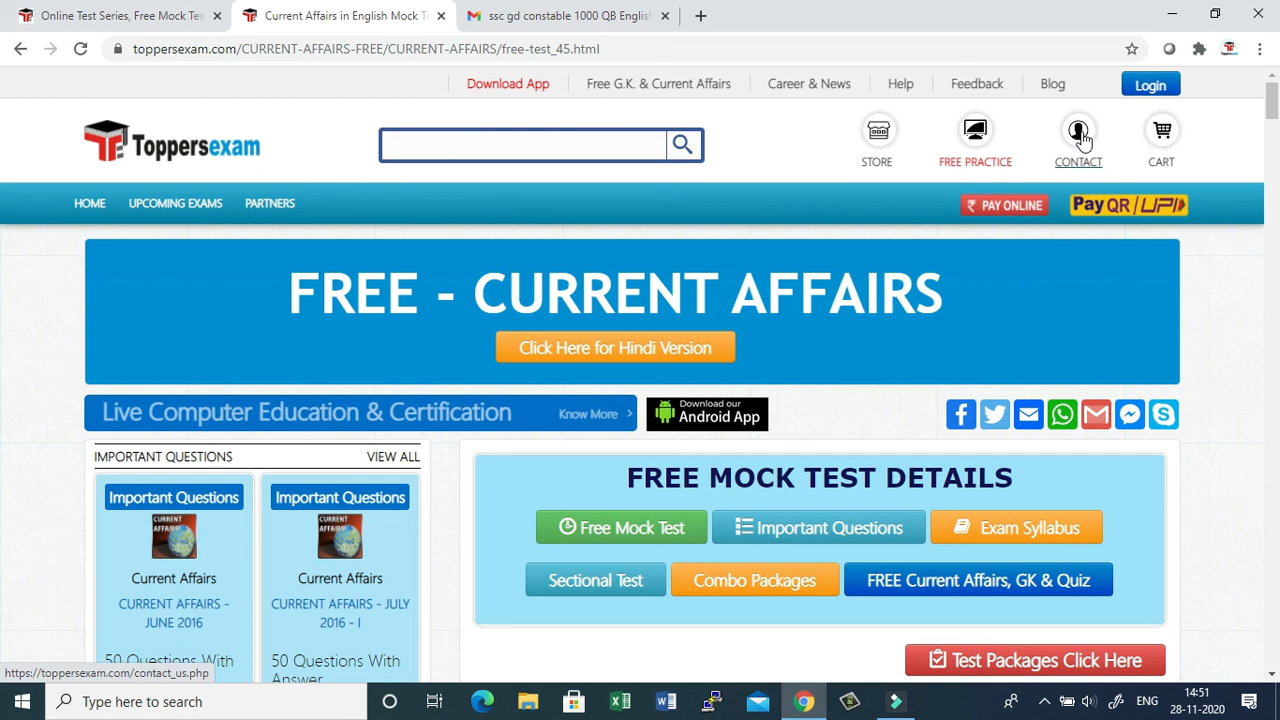 Online Test Series, Free Mock Tes
Current Affairs in English Mock T
ssc gd constable 1000 QB English
toppersexam.com/CURRENT-AFFAIRS-FREE/CURRENT-AFFAIRS/free-test_45.html
Download App
Free G.K. & Current Affairs
Career & News
Help
Feedback
Blog
Login
Toppersexam
STORE
FREE PRACTICE
CONTACT
CART
HOME
UPCOMING EXAMS
PARTNERS
₹ PAY ONLINE
Pay QR/UPI
FREE - CURRENT AFFAIRS
Click Here for Hindi Version
Live Computer Education & Certification
Know More
Download our
Android App
IMPORTANT QUESTIONS
VIEW ALL
Important Questions
CURRENT AFFAIRS
Current Affairs
CURRENT AFFAIRS -
JUNE 2016
50 Questions With
Important Questions
CURRENT AFFAIRS
Current Affairs
CURRENT AFFAIRS - JULY
2016 - I
50 Questions With
Answer
FREE MOCK TEST DETAILS
Free Mock Test
Important Questions
Exam Syllabus
Sectional Test
Combo Packages
FREE Current Affairs, GK & Quiz
Test Packages Click Here
https://toppersexam.com/contact_us.php
Type here to search
ENG
14:51
28-11-2020